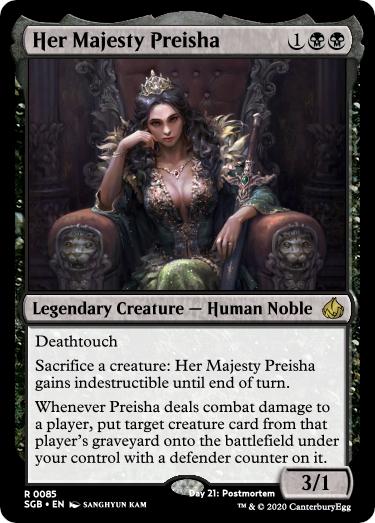 Her Majesty Preisha 1
Legendary Creature — Human Noble
Deathtouch
Sacrifice a creature: Her Majesty Preisha
gains indestructible until end of turn.
Whenever Preisha deals combat damage to
a player, put target creature card from that
player's graveyard onto the battlefield under
your control with a defender counter on it.
3/1
R 0085
Day 21: Postmortem
SGB • EN SANGHYUN KAM
™ & © 2020 CanterburyEgg